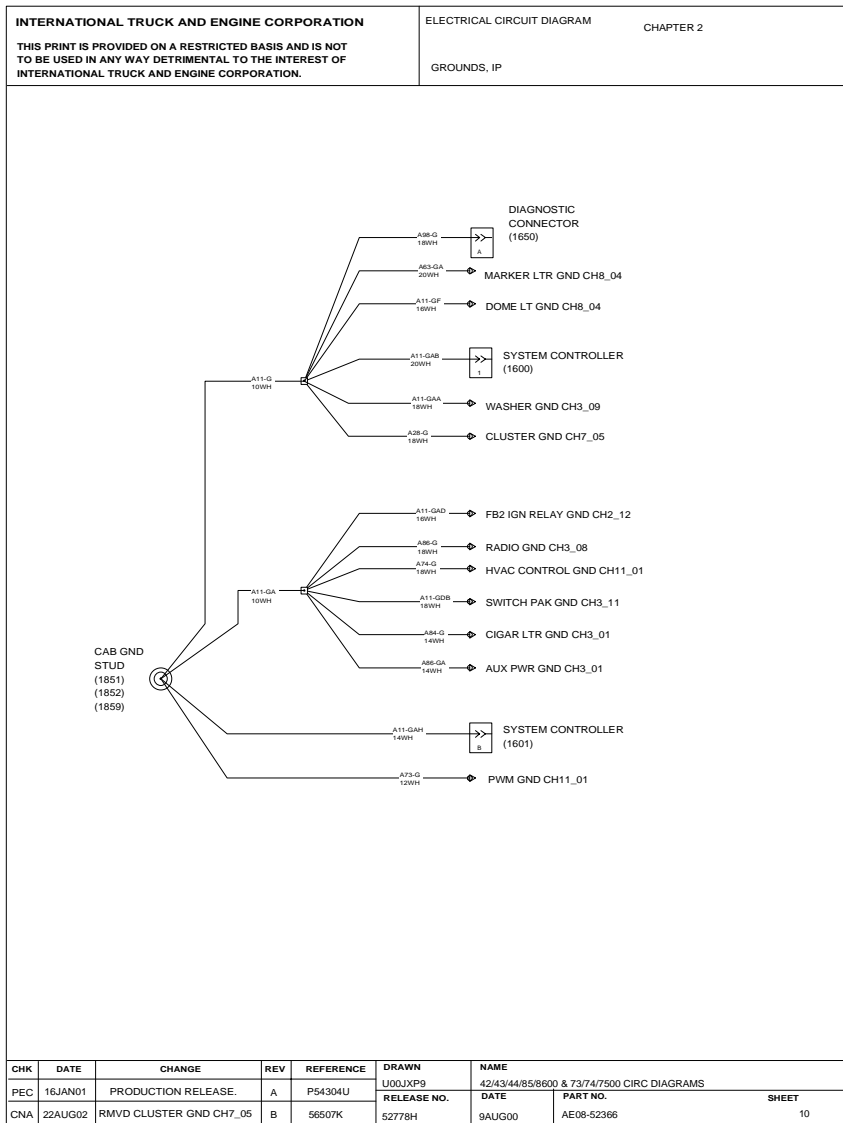 INTERNATIONAL TRUCK AND ENGINE CORPORATION
THIS PRINT IS PROVIDED ON A RESTRICTED BASIS AND IS NOT
TO BE USED IN ANY WAY DETRIMENTAL TO THE INTEREST OF
INTERNATIONAL TRUCK AND ENGINE CORPORATION.
ELECTRICAL CIRCUIT DIAGRAM
CHAPTER 2
GROUNDS, IP
DIAGNOSTIC
CONNECTOR
(1650)
A98-G
18WH
A
A63-GA
20WH
MARKER LTR GND CH8_04
A11-GF
16WH
DOME LT GND CH8_04
A11-GAB
20WH
1
SYSTEM CONTROLLER
(1600)
A11-G
10WH
A11-GAA
18WH
WASHER GND CH3_09
A28-G
18WH
CLUSTER GND CH7_05
A11-GAD
16WH
FB2 IGN RELAY GND CH2_12
A86-G
18WH
RADIO GND CH3_08
A74-G
18WH
HVAC CONTROL GND CH11_01
A11-GA
10WH
A11-GDB
18WH
SWITCH PAK GND CH3_11
A84-G
14WH
CIGAR LTR GND CH3_01
A86-GA
14WH
AUX PWR GND CH3_01
CAB GND
STUD
(1851)
(1852)
(1859)
A11-GAH
14WH
B
SYSTEM CONTROLLER
(1601)
A73-G
12WH
PWM GND CH11_01
CHK DATE CHANGE REV REFERENCE
PEC 16JAN01 PRODUCTION RELEASE. A P54304U
CNA 22AUG02 RMVD CLUSTER GND CH7_05 B 56507K
DRAWN
U00JXP9
RELEASE NO.
52778H
NAME
42/43/44/85/8600 & 73/74/7500 CIRC DIAGRAMS
DATE PART NO. SHEET
9AUG00 AE08-52366 10